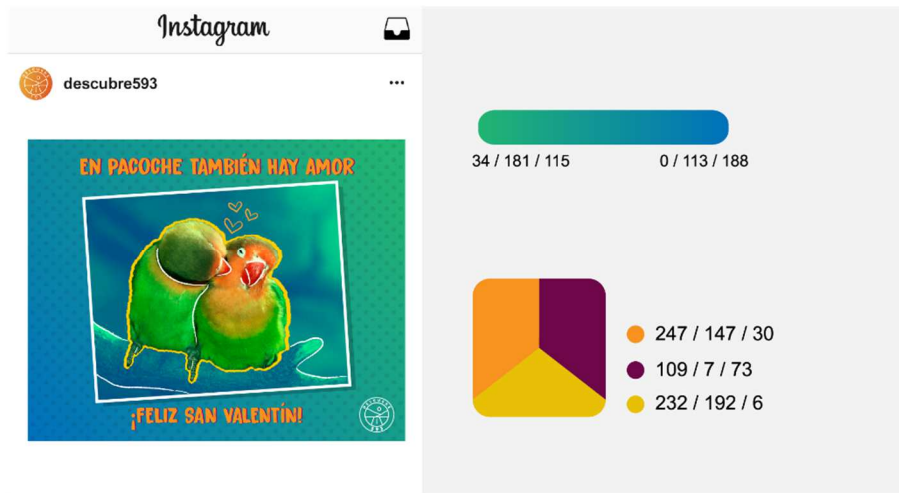 Instagram
descubre593
EN PACOCHE TAMBIÉN HAY AMOR
¡FELIZ SAN VALENTÍN!
34 / 181 / 115
0 / 113 / 188
247 / 147 / 30
109 / 7 / 73
232 / 192 / 6